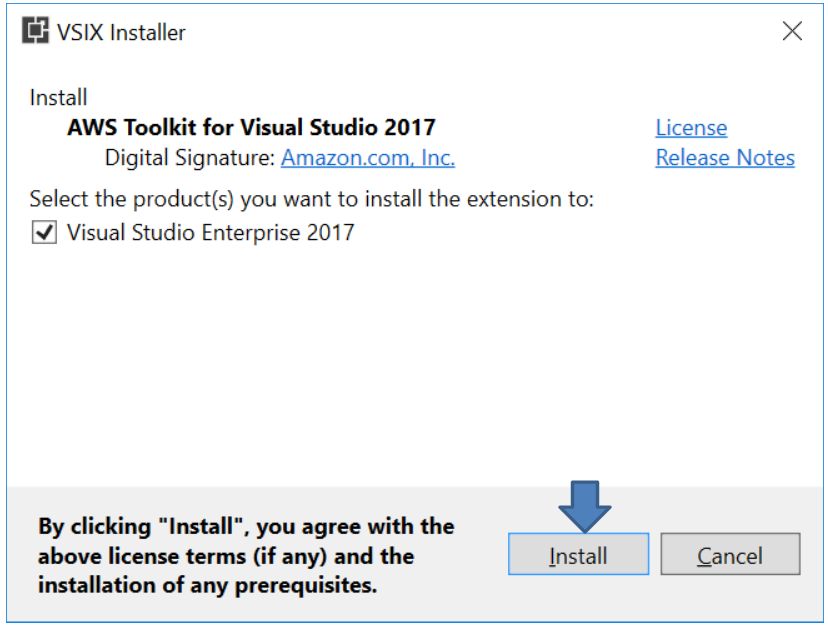 VSIX Installer
Install
AWS Toolkit for Visual Studio 2017
License
Digital Signature: Amazon.com, Inc.
Release Notes
Select the product(s) you want to install the extension to:
Visual Studio Enterprise 2017
By clicking "Install", you agree with the
above license terms (if any) and the
installation of any prerequisites.
Install
Cancel